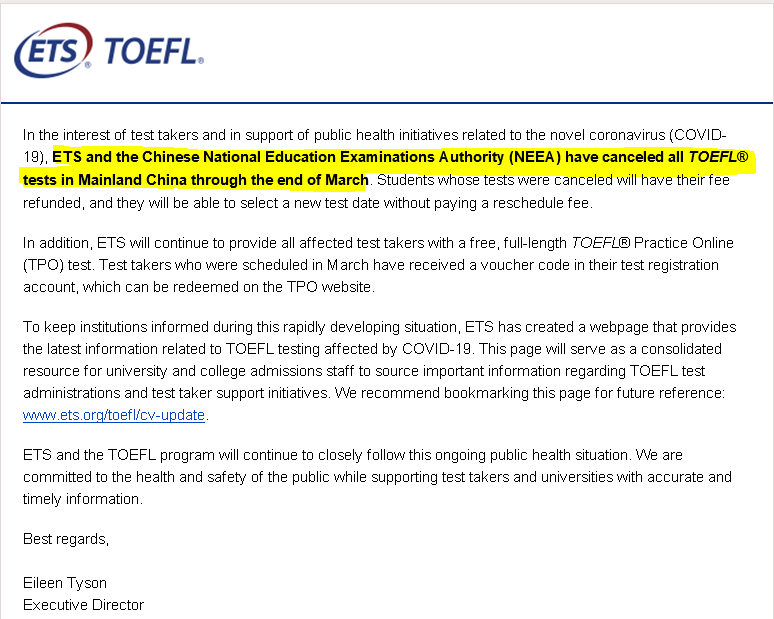 ETS® TOEFL®
In the interest of test takers and in support of public health initiatives related to the novel coronavirus (COVID-
19), ETS and the Chinese National Education Examinations Authority (NEEA) have canceled all TOEFL®
tests in Mainland China through the end of March. Students whose tests were canceled will have their fee
refunded, and they will be able to select a new test date without paying a reschedule fee.
In addition, ETS will continue to provide all affected test takers with a free, full-length TOEFL® Practice Online
(TPO) test. Test takers who were scheduled in March have received a voucher code in their test registration
account, which can be redeemed on the TPO website.
To keep institutions informed during this rapidly developing situation, ETS has created a webpage that provides
the latest information related to TOEFL testing affected by COVID-19. This page will serve as a consolidated
resource for university and college admissions staff to source important information regarding TOEFL test
administrations and test taker support initiatives. We recommend bookmarking this page for future reference:
www.ets.org/toefl/cv-update.
ETS and the TOEFL program will continue to closely follow this ongoing public health situation. We are
committed to the health and safety of the public while supporting test takers and universities with accurate and
timely information.
Best regards,
Eileen Tyson
Executive Director